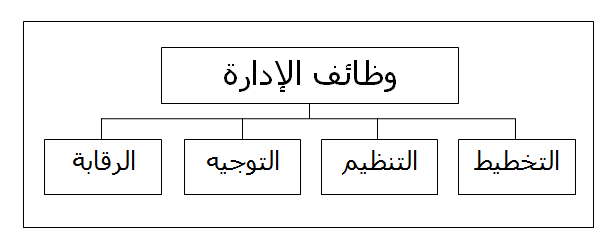 وظائف الإدارة
التخطيط
التنظيم
التوجيه
الرقابة